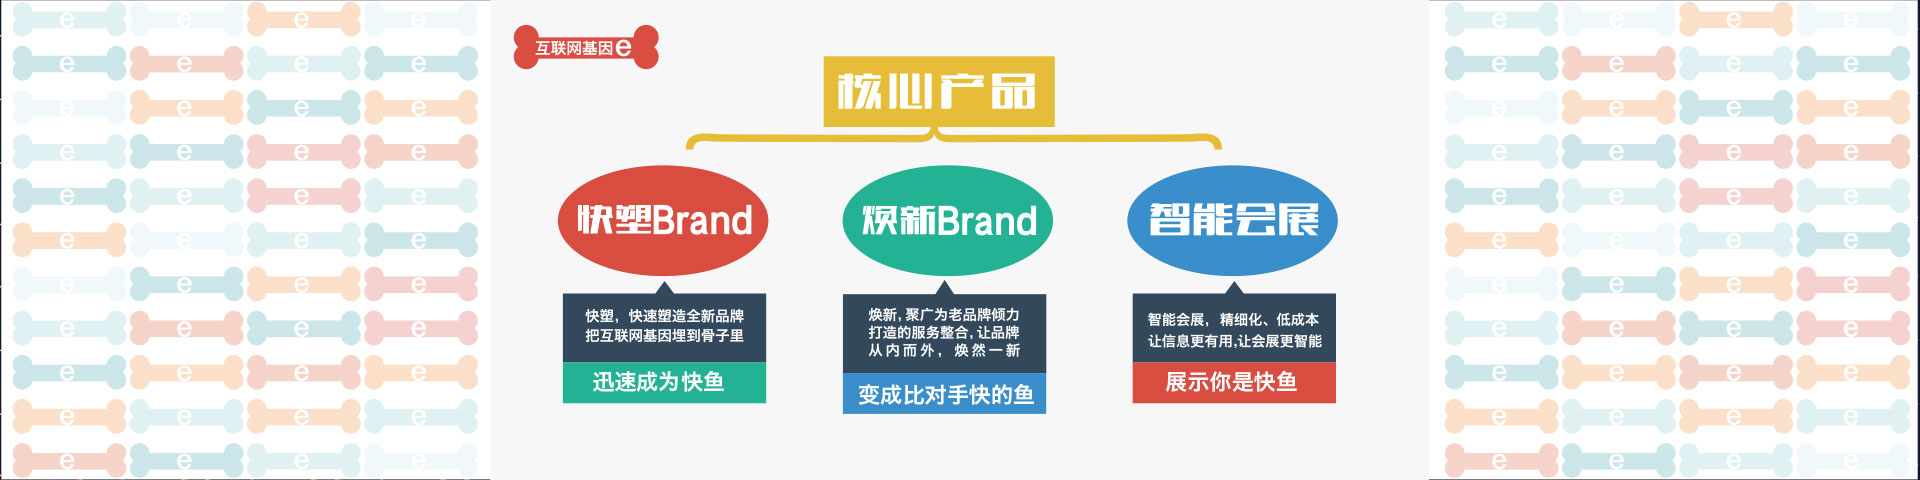 互联网基因e
核心产品
快塑Brand
焕新Brand
智能会展
快塑，快速塑造全新品牌
把互联网基因埋到骨子里
迅速成为快鱼
焕新，聚广为老品牌倾力
打造的服务整合，让品牌
从内而外，焕然一新
变成比对手快的鱼
智能会展，精细化、低成本
让信息更有用，让会展更智能
展示你是快鱼